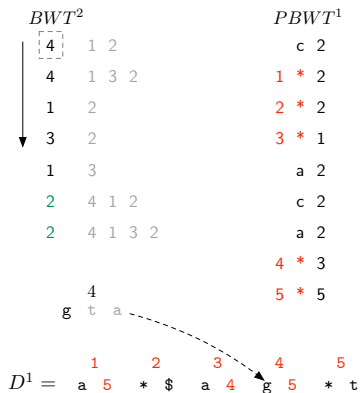 BWT² PBWT¹
4 1 2 c 2
4 1 3 2 1 * 2
1 2 2 * 2
3 2 3 * 1
1 3 a 2
2 4 1 2 c 2
2 4 1 3 2 a 2
4 * 3
4 5 * 5
g t a
1 2 3 4 5
D¹ = a 5 * $ a 4 g 5 * t